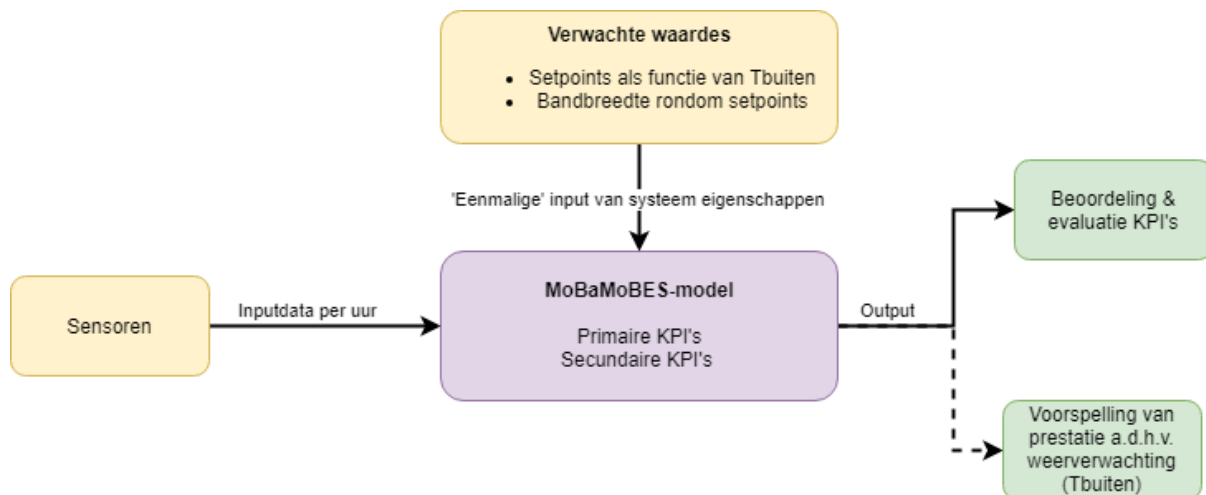 Verwachte waardes
• Setpoints als functie van Tbuiten
• Bandbreedte rondom setpoints
'Eenmalige' input van systeem eigenschappen
Beoordeling &
evaluatie KPI's
Sensoren
Inputdata per uur
MoBaMoBES-model
Primaire KPI's
Secundaire KPI's
Output
Voorspelling van
prestatie a.d.h.v.
weerverwachting
(Tbuiten)